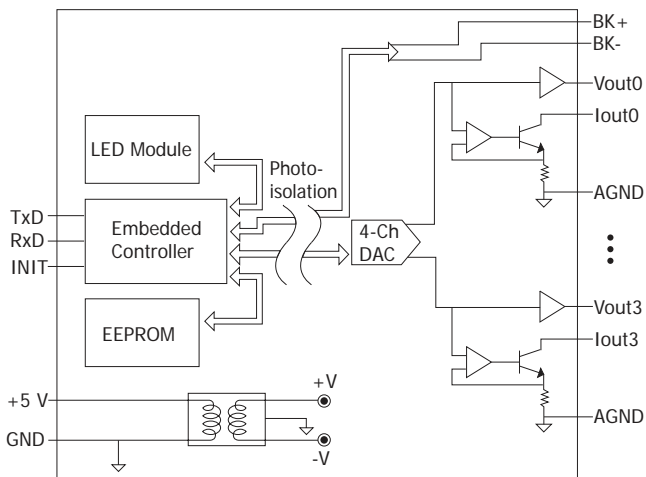 BK+
BK-
Vout0
Iout0
LED Module
Photo-
isolation
AGND
TxD
RxD
INIT
Embedded
Controller
4-Ch
DAC
EEPROM
Vout3
Iout3
+5 V
+V
AGND
GND
-V